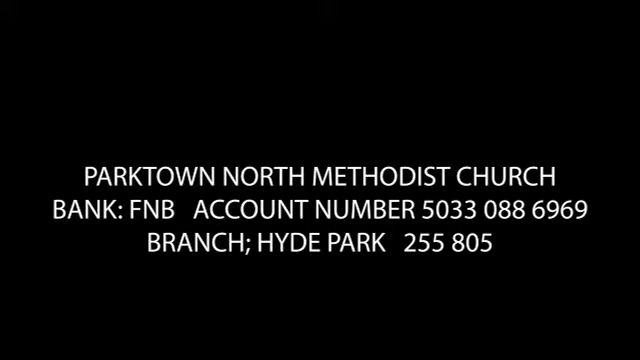 PARKTOWN NORTH METHODIST CHURCH
BANK: FNB ACCOUNT NUMBER 5033 088 6969
BRANCH; HYDE PARK 255 805